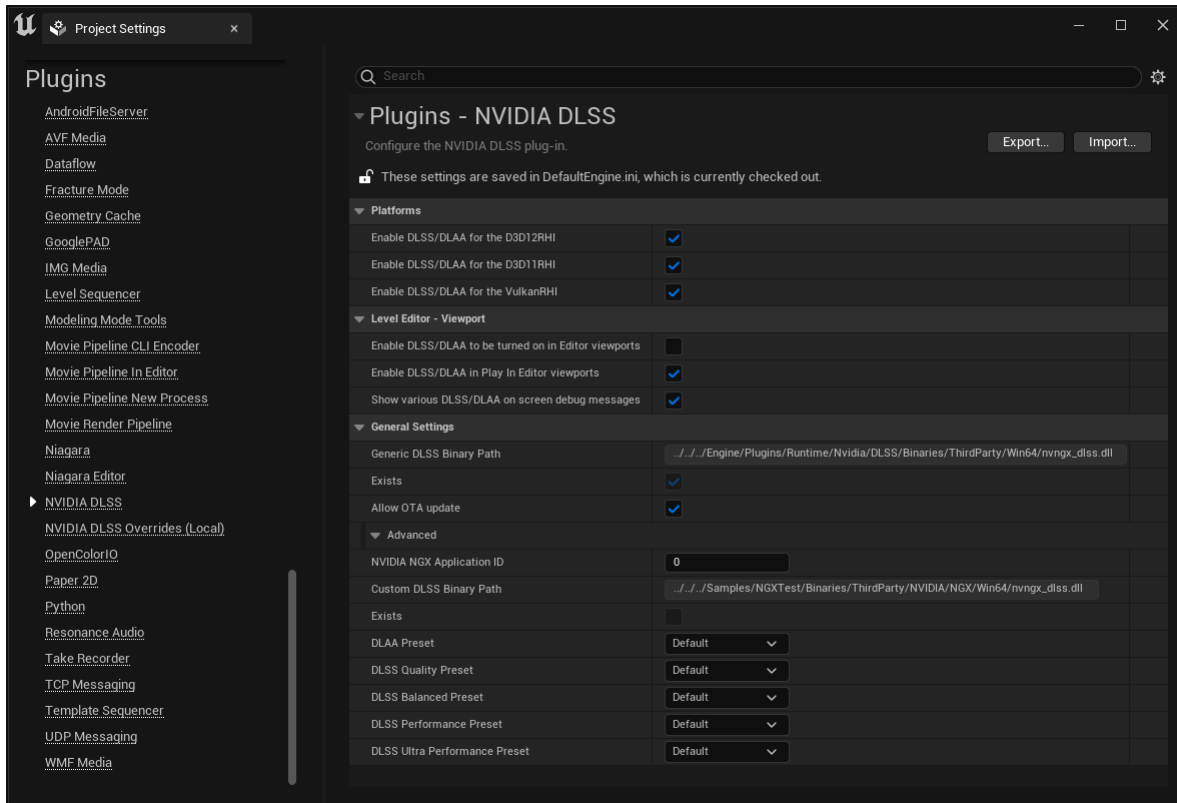 Project Settings
Plugins
AndroidFileServer
AVF Media
Dataflow
Fracture Mode
Geometry Cache
GooglePAD
IMG Media
Level Sequencer
Modeling Mode Tools
Movie Pipeline CLI Encoder
Movie Pipeline In Editor
Movie Pipeline New Process
Movie Render Pipeline
Niagara
Niagara Editor
NVIDIA DLSS
NVIDIA DLSS Overrides (Local)
OpenColorIO
Paper 2D
Python
Resonance Audio
Take Recorder
TCP Messaging
Template Sequencer
UDP Messaging
WMF Media
Search
Plugins - NVIDIA DLSS
Configure the NVIDIA DLSS plug-in.
Export... Import...
These settings are saved in DefaultEngine.ini, which is currently checked out.
Platforms
Enable DLSS/DLAA for the D3D12RHI
Enable DLSS/DLAA for the D3D11RHI
Enable DLSS/DLAA for the VulkanRHI
Level Editor - Viewport
Enable DLSS/DLAA to be turned on in Editor viewports
Enable DLSS/DLAA in Play In Editor viewports
Show various DLSS/DLAA on screen debug messages
General Settings
Generic DLSS Binary Path ../../../Engine/Plugins/Runtime/Nvidia/DLSS/Binaries/ThirdParty/Win64/nvngx_dlss.dll
Exists
Allow OTA update
Advanced
NVIDIA NGX Application ID 0
Custom DLSS Binary Path ../../../Samples/NGXTest/Binaries/ThirdParty/NVIDIA/NGX/Win64/nvngx_dlss.dll
Exists
DLAA Preset Default
DLSS Quality Preset Default
DLSS Balanced Preset Default
DLSS Performance Preset Default
DLSS Ultra Performance Preset Default